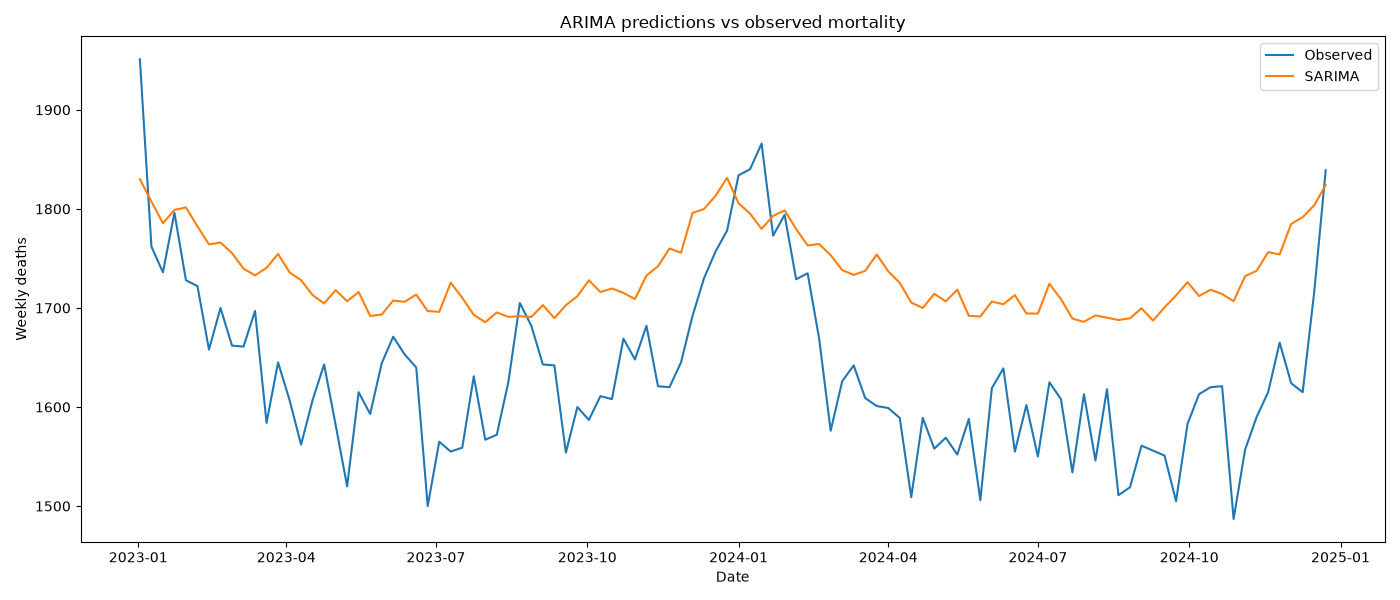 ARIMA predictions vs observed mortality
Observed
SARIMA
Weekly deaths
1900
1800
1700
1600
1500
2023-01
2023-04
2023-07
2023-10
2024-01
2024-04
2024-07
2024-10
2025-01
Date